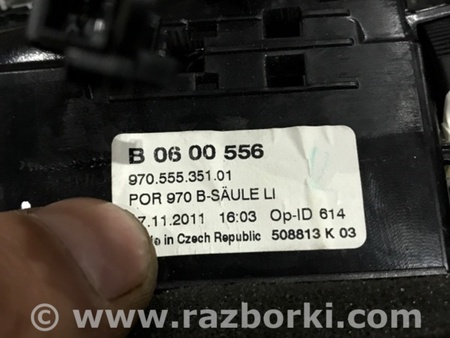 B 06 00 556
970.555.351.01
POR 970 B-SÄULE LI
7.11.2011 16:03 Op-ID 614
in Czech Republic 508813 K 03
© www.razborki.com